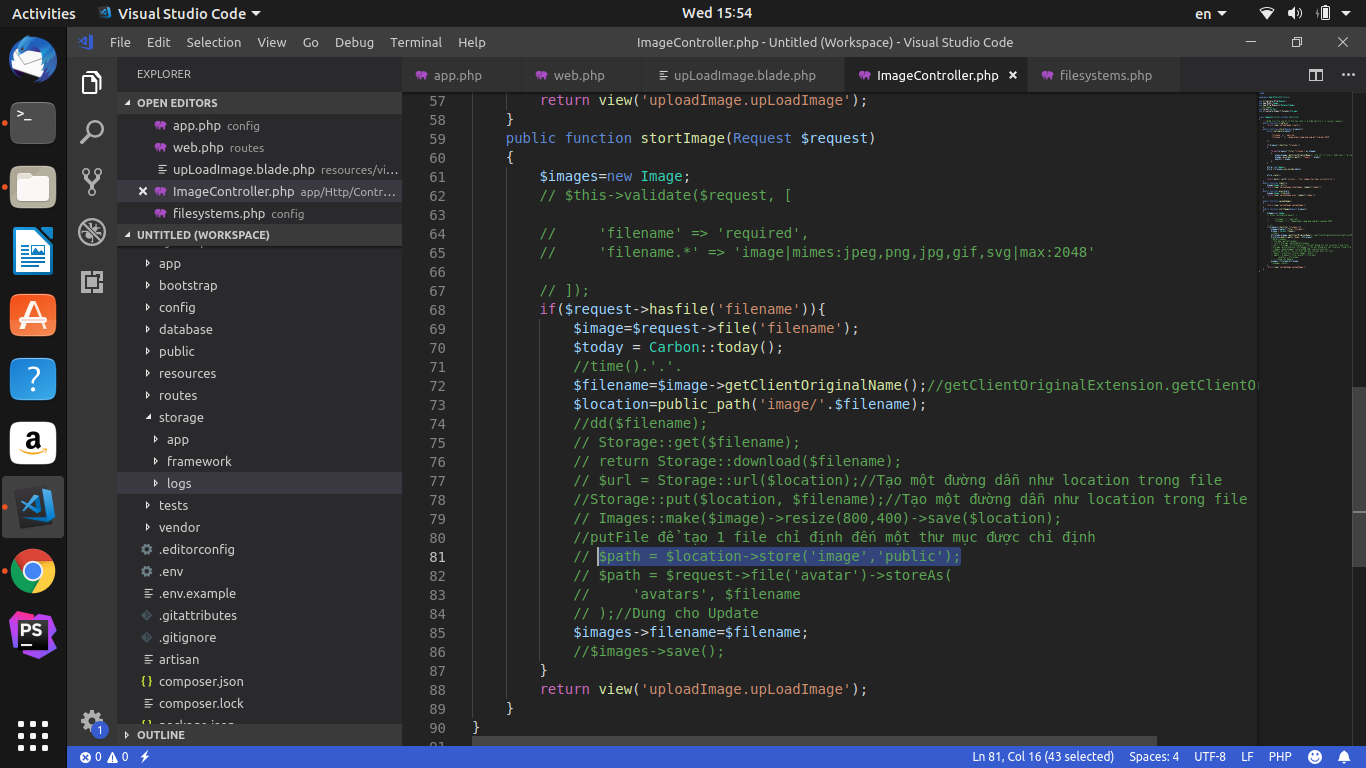 Activities
Visual Studio Code
Wed 15:54
en
File Edit Selection View Go Debug Terminal Help
ImageController.php - Untitled (Workspace) - Visual Studio Code
EXPLORER
OPEN EDITORS
app.php config
web.php routes
upLoadImage.blade.php resources/vi...
ImageController.php app/Http/Contr...
filesystems.php config
UNTITLED (WORKSPACE)
app
bootstrap
config
database
public
resources
routes
storage
app
framework
logs
tests
vendor
.editorconfig
.env
.env.example
.gitattributes
.gitignore
artisan
composer.json
composer.lock
OUTLINE
app.php web.php upLoadImage.blade.php ImageController.php filesystems.php
57 return view('uploadImage.upLoadImage');
58 }
59 public function stortImage(Request $request)
60 {
61 $images=new Image;
62 // $this->validate($request, [
63
64 // 'filename' => 'required',
65 // 'filename.*' => 'image|mimes:jpeg,png,jpg,gif,svg|max:2048'
66
67 // ]);
68 if($request->hasfile('filename')){
69 $image=$request->file('filename');
70 $today = Carbon::today();
71 //time().'.'.
72 $filename=$image->getClientOriginalName();//getClientOriginalExtension.getClientOr
73 $location=public_path('image/'.$filename);
74 //dd($filename);
75 // Storage::get($filename);
76 // return Storage::download($filename);
77 // $url = Storage::url($location);//Tạo một đường dẫn như location trong file
78 //Storage::put($location, $filename);//Tạo một đường dẫn như location trong file
79 // Images::make($image)->resize(800,400)->save($location);
80 //putFile để tạo 1 file chỉ định đến một thư mục được chỉ định
81 // $path = $location->store('image','public');
82 // $path = $request->file('avatar')->storeAs(
83 // 'avatars', $filename
84 // );//Dung cho Update
85 $images->filename=$filename;
86 //$images->save();
87 }
88 return view('uploadImage.upLoadImage');
89 }
90 }
91
0 0
Ln 81, Col 16 (43 selected) Spaces: 4 UTF-8 LF PHP
1
PS
a